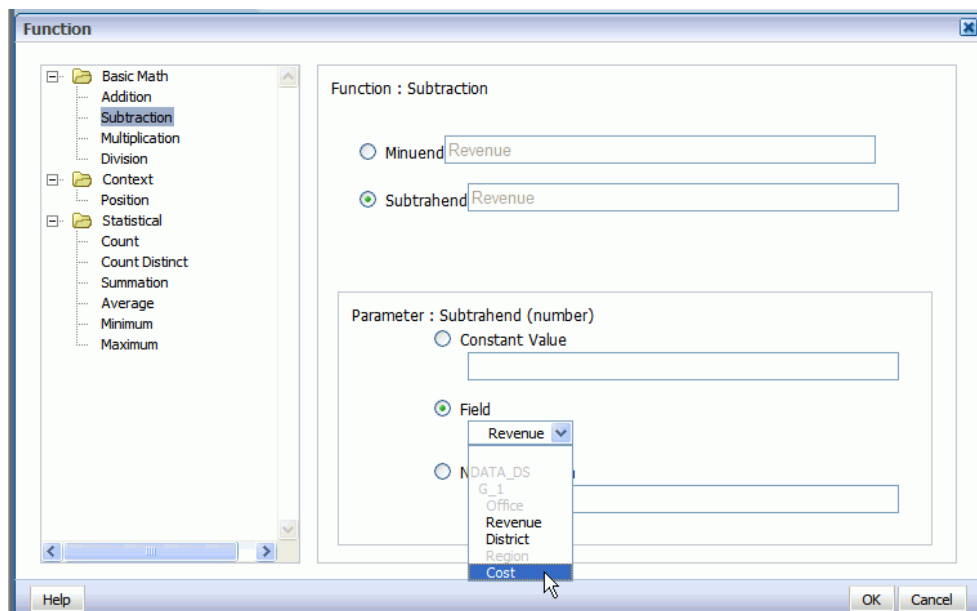 Function
Basic Math
Addition
Subtraction
Multiplication
Division
Context
Position
Statistical
Count
Count Distinct
Summation
Average
Minimum
Maximum
Function : Subtraction
Minuend Revenue
Subtrahend Revenue
Parameter : Subtrahend (number)
Constant Value
Field
Revenue
DATA_DS
G_1
Office
Revenue
District
Region
Cost
Help
OK
Cancel